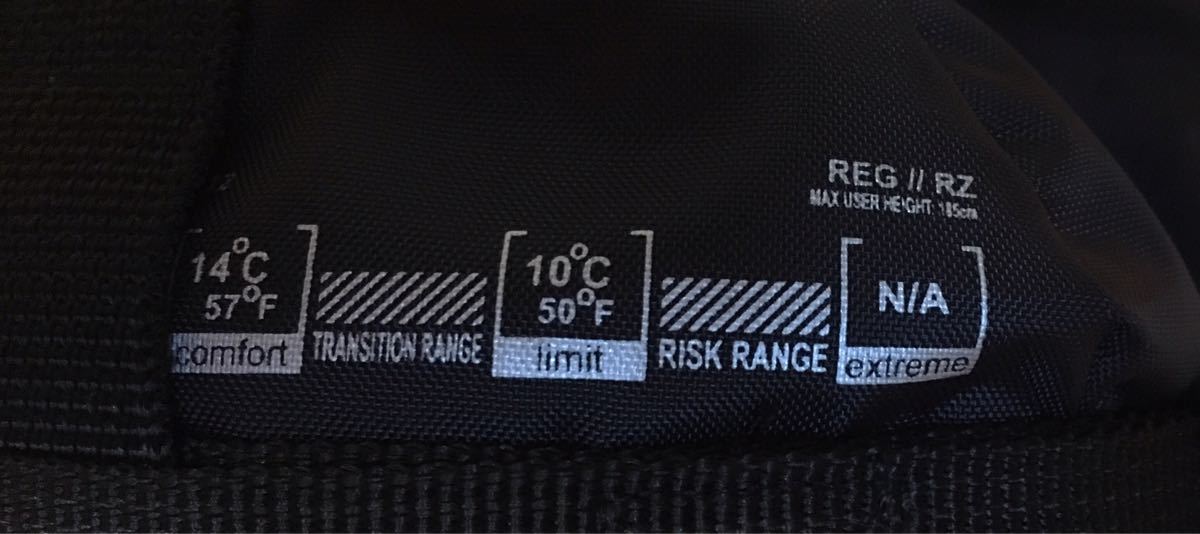 REG // RZ
MAX USER HEIGHT 185cm
14°C
57°F
comfort
TRANSITION RANGE
10°C
50°F
limit
RISK RANGE
N/A
extreme